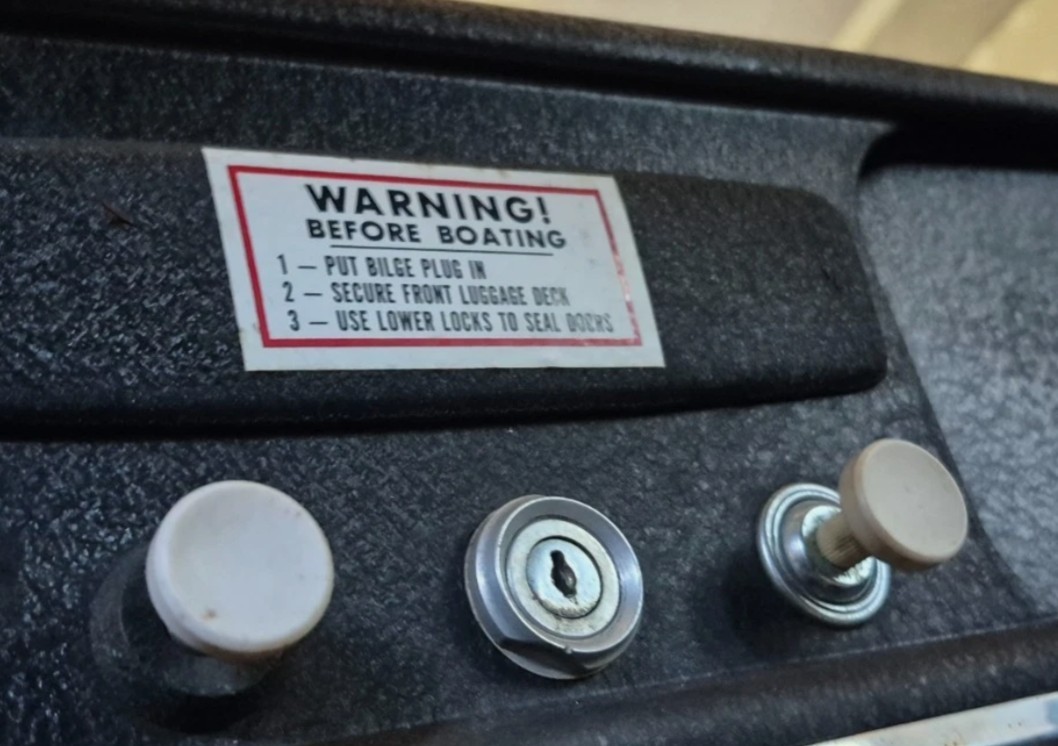 WARNING!
BEFORE BOATING
1 — PUT BILGE PLUG IN
2 — SECURE FRONT LUGGAGE DECK
3 — USE LOWER LOCKS TO SEAL DOORS